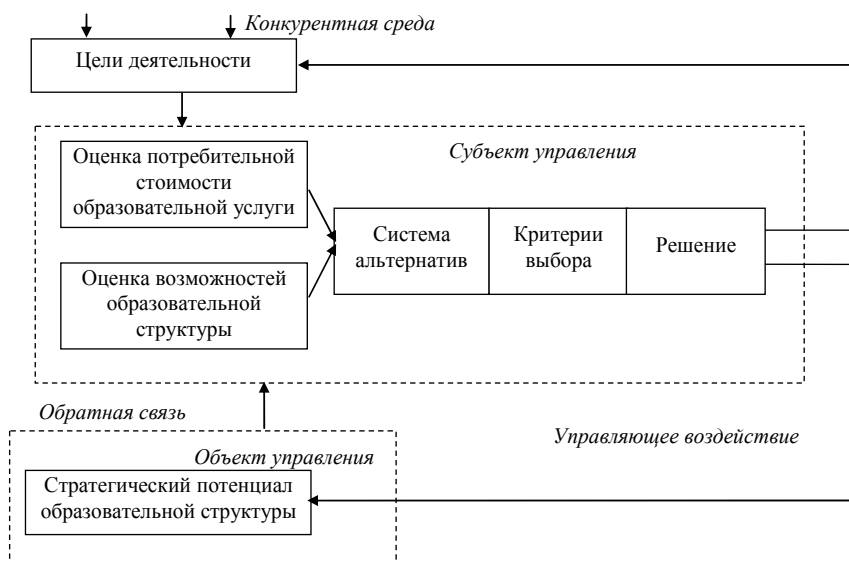 Конкурентная среда
Цели деятельности
Субъект управления
Оценка потребительной
стоимости
образовательной услуги
Система
альтернатив
Критерии
выбора
Решение
Оценка возможностей
образовательной
структуры
Обратная связь
Управляющее воздействие
Объект управления
Стратегический потенциал
образовательной структуры